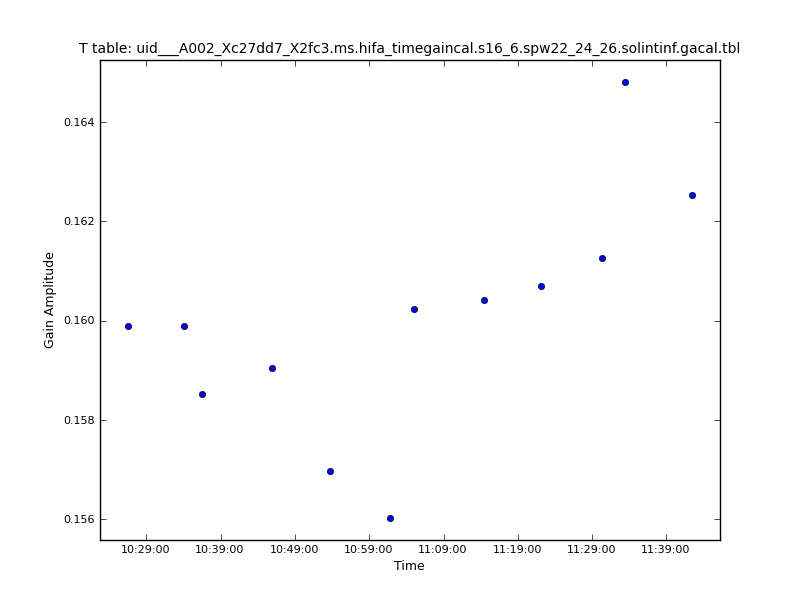 T table: uid___A002_Xc27dd7_X2fc3.ms.hifa_timegaincal.s16_6.spw22_24_26.solintinf.gacal.tbl
0.164
0.162
0.160
0.158
0.156
Gain Amplitude
10:29:00 10:39:00 10:49:00 10:59:00 11:09:00 11:19:00 11:29:00 11:39:00
Time